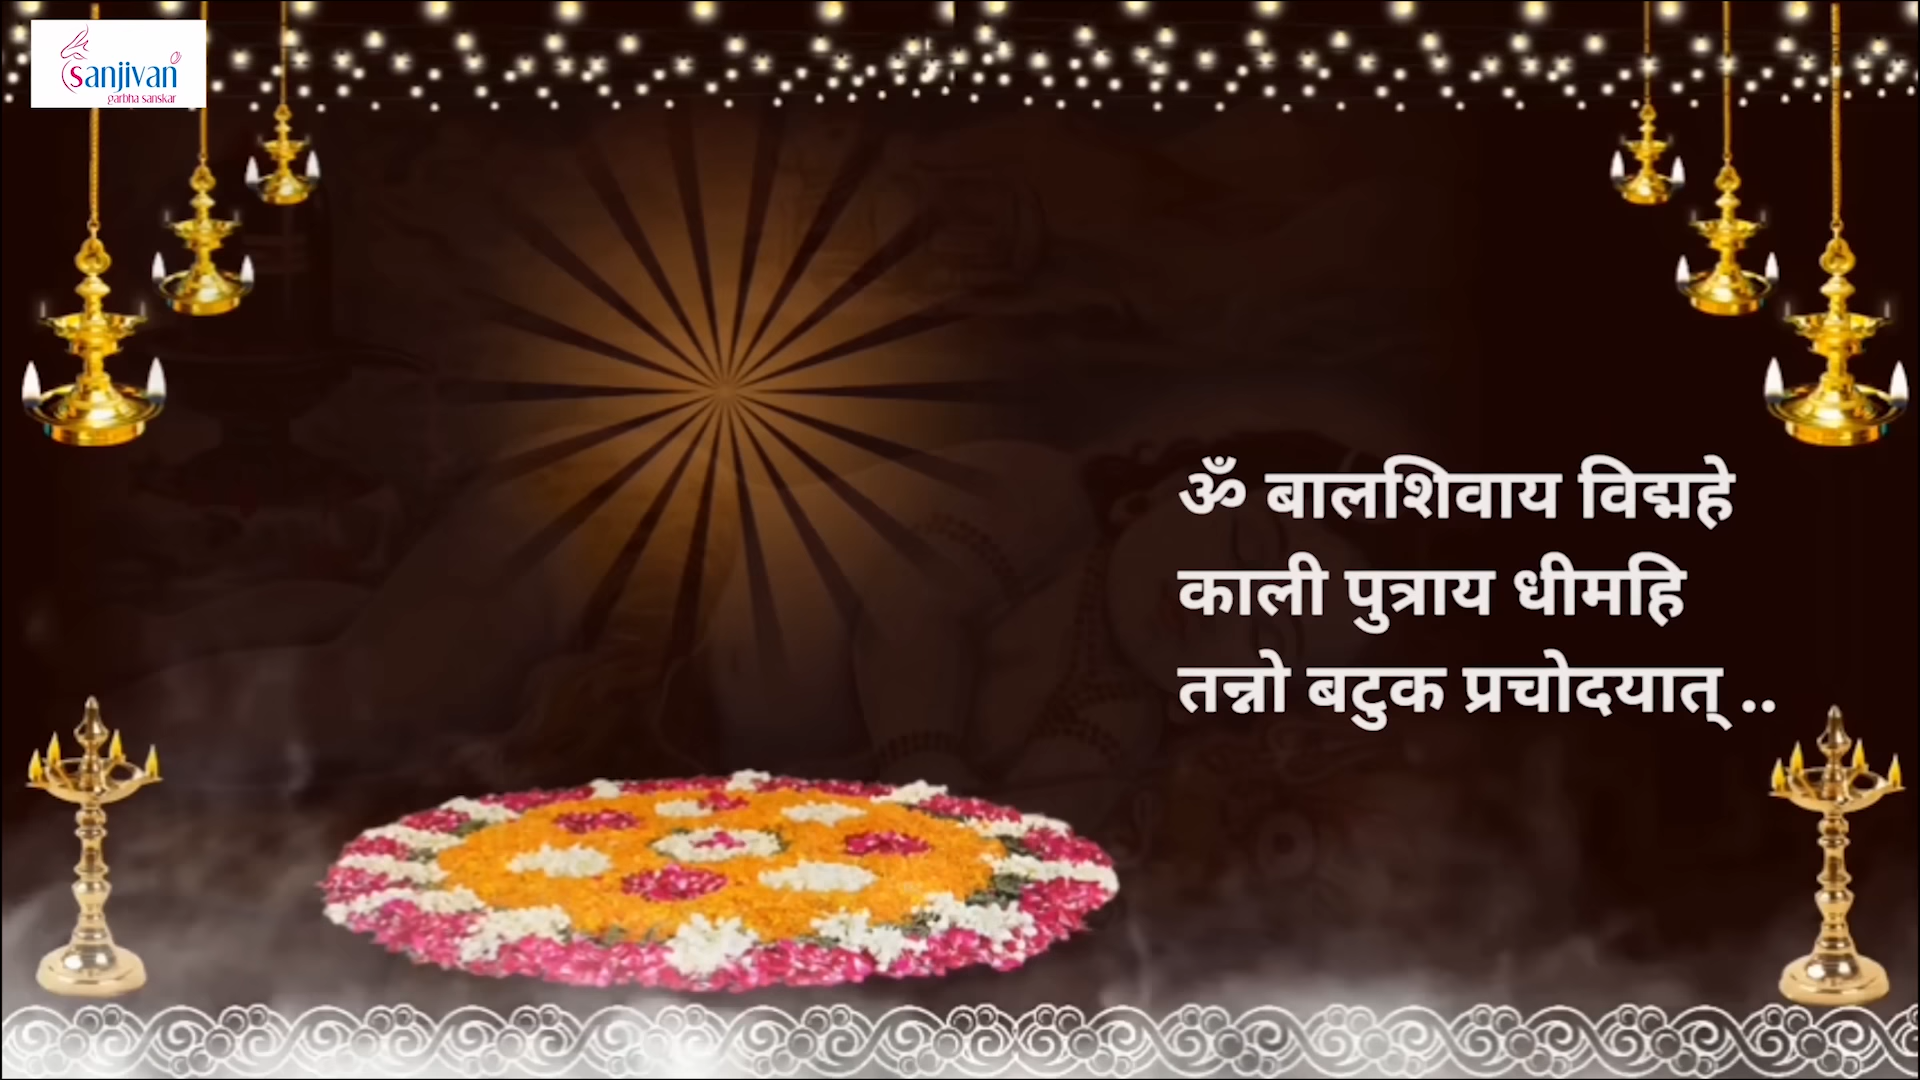 sanjivan
garbha sanskar
ॐ बालशिवाय विद्महे
काली पुत्राय धीमहि
तन्नो बटुक प्रचोदयात् ..